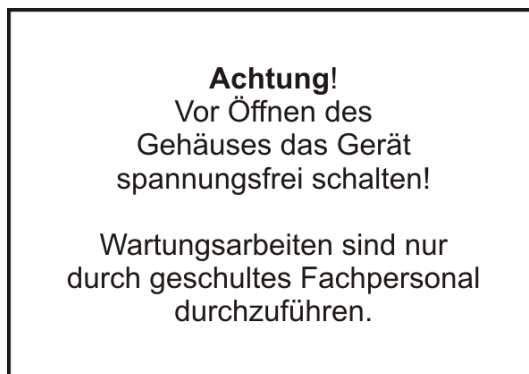 Achtung!
Vor Öffnen des
Gehäuses das Gerät
spannungsfrei schalten!
Wartungsarbeiten sind nur
durch geschultes Fachpersonal
durchzuführen.